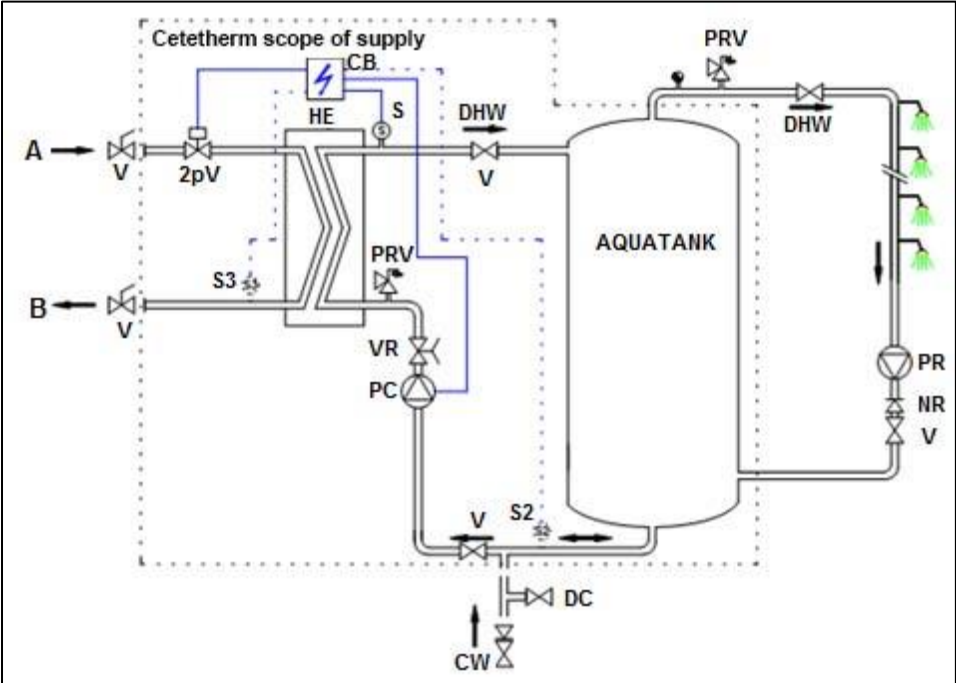 Cetetherm scope of supply
PRV
CB
HE
S
S
DHW
DHW
A
V
2pV
V
AQUATANK
S3
PRV
B
V
VR
PC
PR
NR
V
S2
V
DC
CW